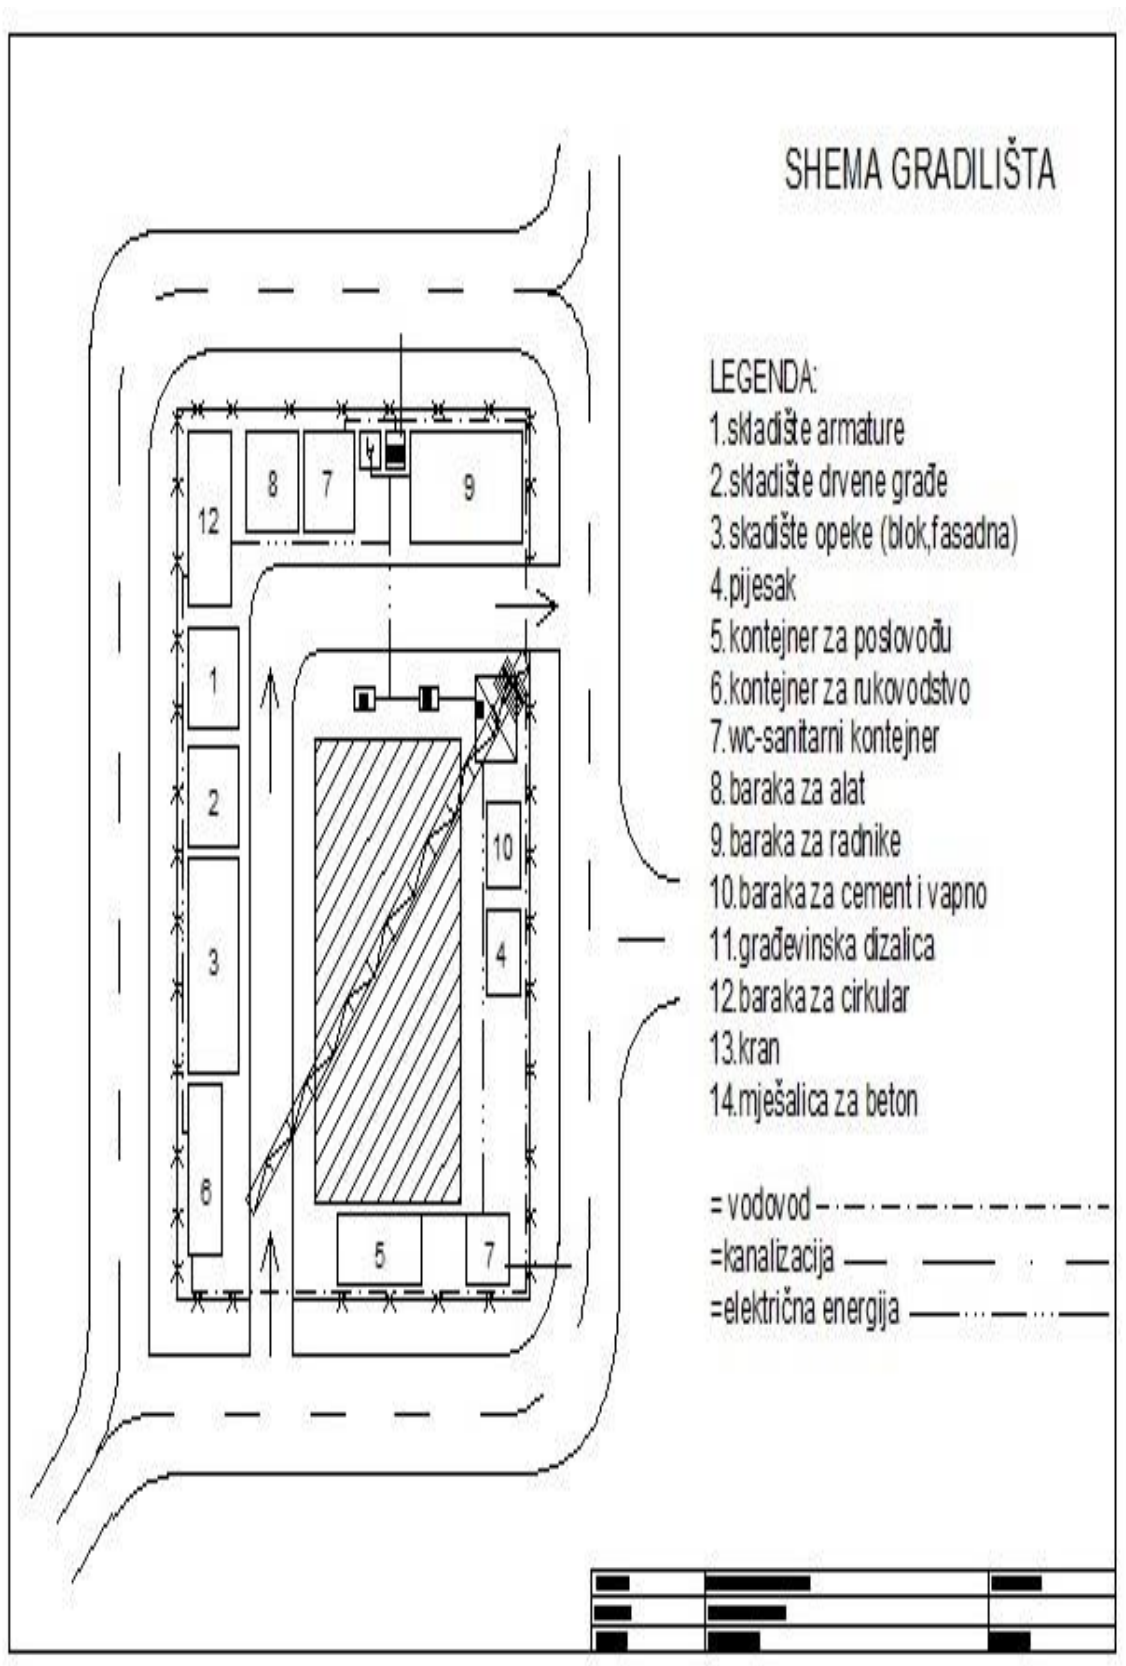 SHEMA GRADILIŠTA
LEGENDA:
1.skladište armature
2.skladište drvene građe
3.skadište opeke (blok,fasadna)
4.pijesak
5.kontejner za poslovođu
6.kontejner za rukovodstvo
7.wc-sanitarni kontejner
8.baraka za alat
9.baraka za radnike
10.baraka za cement i vapno
11.građevinska dizalica
12.baraka za cirkular
13.kran
14.mješalica za beton
= vodovod
=kanalizacija
=električna energija
12
8
7
9
1
2
3
6
10
4
5
7